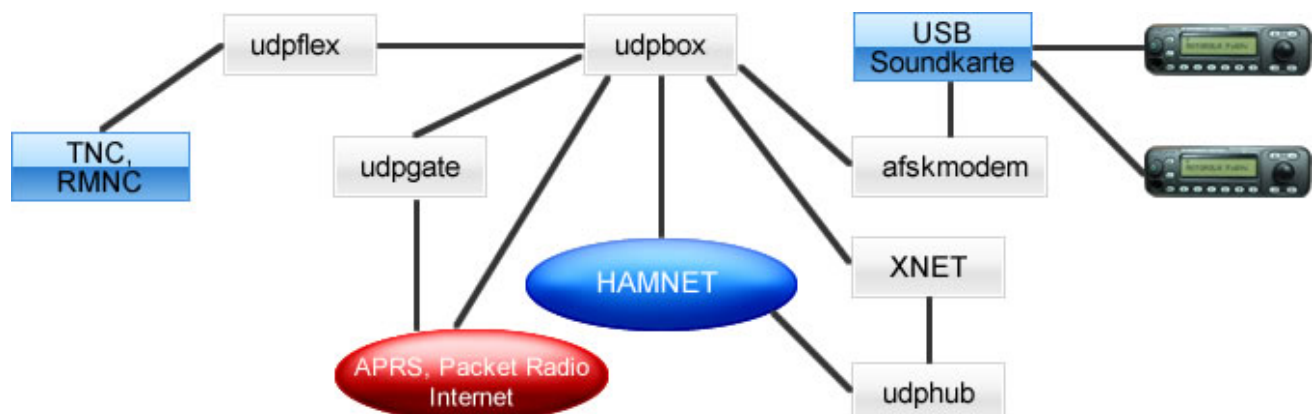 udpflex
udpbox
USB
Soundkarte
TNC,
RMNC
udpgate
afskmodem
HAMNET
XNET
APRS, Packet Radio
Internet
udphub